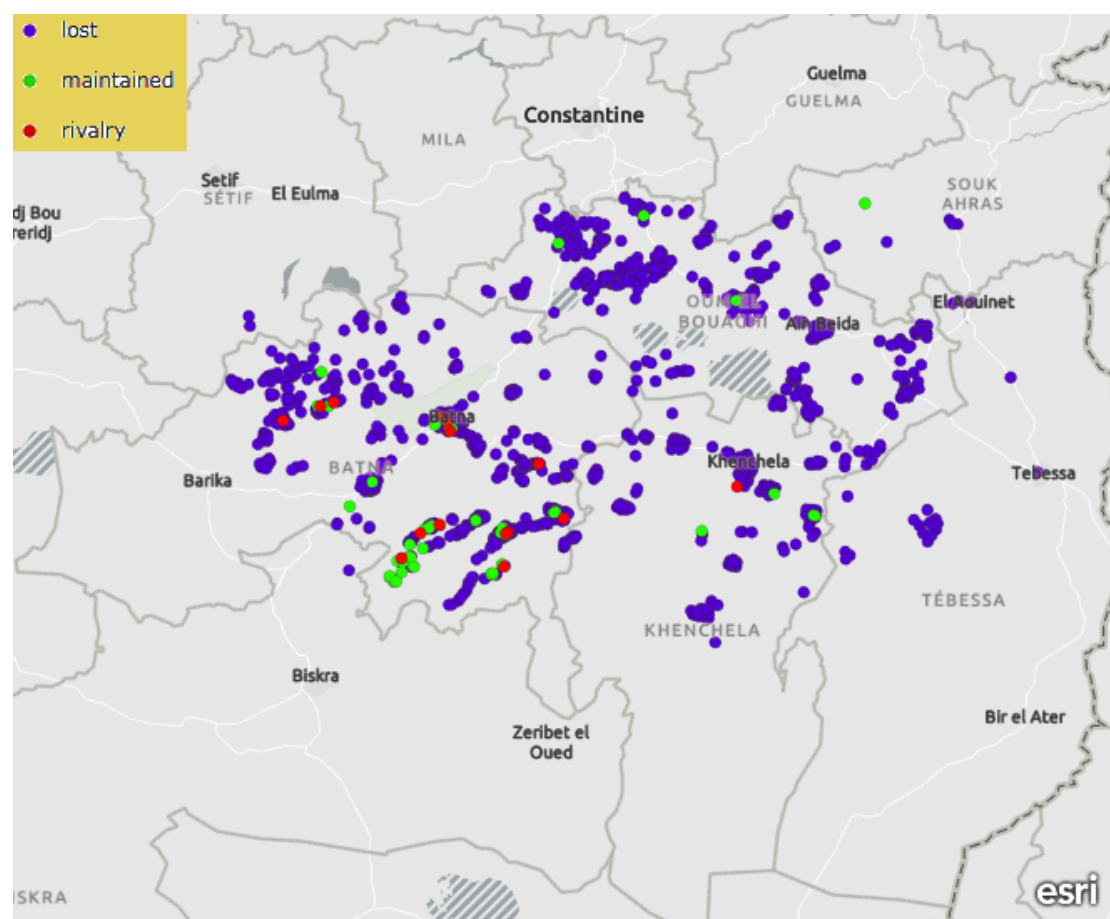 lost
maintained
rivalry
Guelma
GUELMA
Constantine
MILA
Setif
SÉTIF
El Eulma
SOUK
AHRAS
dj Bou
reridj
El Aouinet
OUM EL
BOUAGHI
Aïn Beida
Batna
BATNA
Barika
Khenchela
Tebessa
TÉBESSA
KHENCHELA
Biskra
Bir el Ater
Zeribet el
Oued
ISKRA
esri